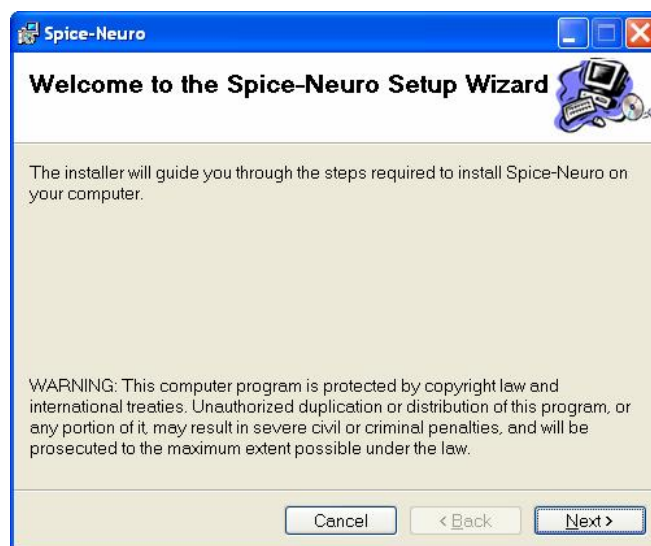 Spice-Neuro
Welcome to the Spice-Neuro Setup Wizard
The installer will guide you through the steps required to install Spice-Neuro on
your computer.
WARNING: This computer program is protected by copyright law and
international treaties. Unauthorized duplication or distribution of this program, or
any portion of it, may result in severe civil or criminal penalties, and will be
prosecuted to the maximum extent possible under the law.
Cancel
< Back
Next >